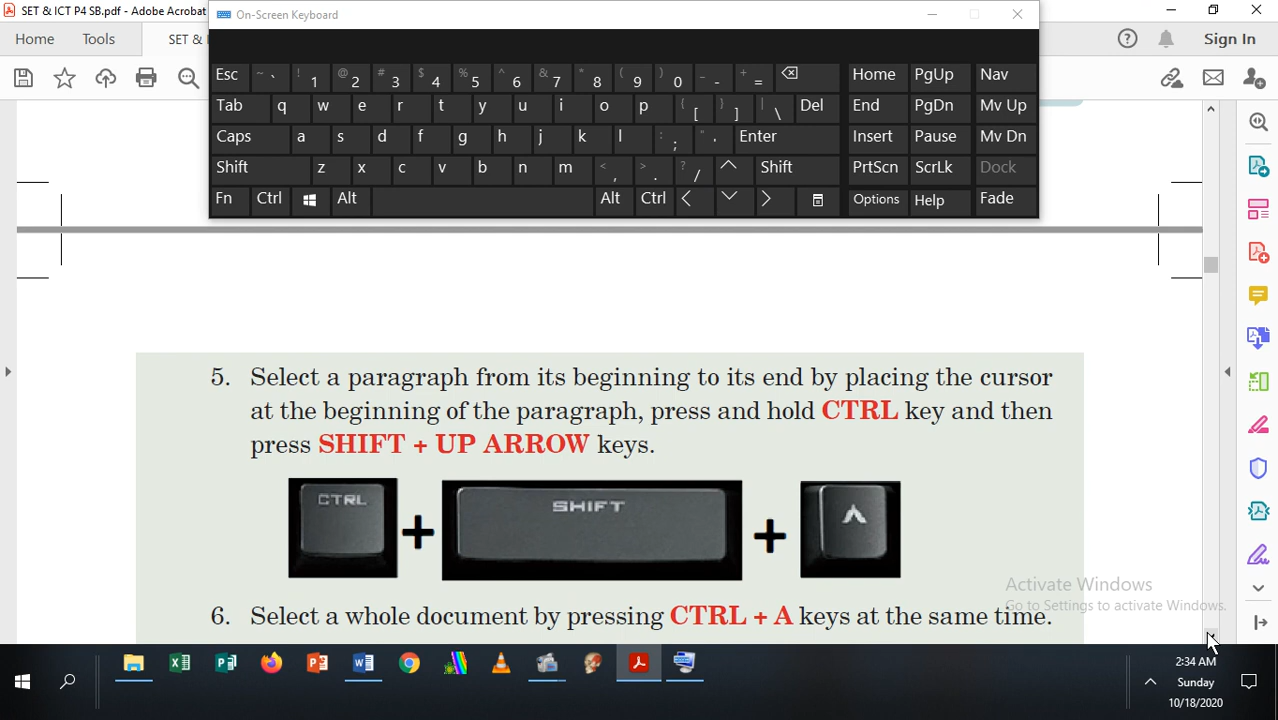 SET & ICT P4 SB.pdf - Adobe Acrobat
On-Screen Keyboard
Home Tools SET &
Sign In
Esc ~ ` ! 1 @ 2 # 3 $ 4 % 5 ^ 6 & 7 * 8 ( 9 ) 0 _ - + = Home PgUp Nav
Tab q w e r t y u i o p { [ } ] | \ Del End PgDn Mv Up
Caps a s d f g h j k l : ; " ' Enter Insert Pause Mv Dn
Shift z x c v b n m < , > . ? / Shift PrtScn ScrLk Dock
Fn Ctrl Alt Alt Ctrl Options Help Fade
5. Select a paragraph from its beginning to its end by placing the cursor
at the beginning of the paragraph, press and hold CTRL key and then
press SHIFT + UP ARROW keys.
CTRL + SHIFT + ^
6. Select a whole document by pressing CTRL + A keys at the same time.
Activate Windows
Go to Settings to activate Windows.
2:34 AM
Sunday
10/18/2020